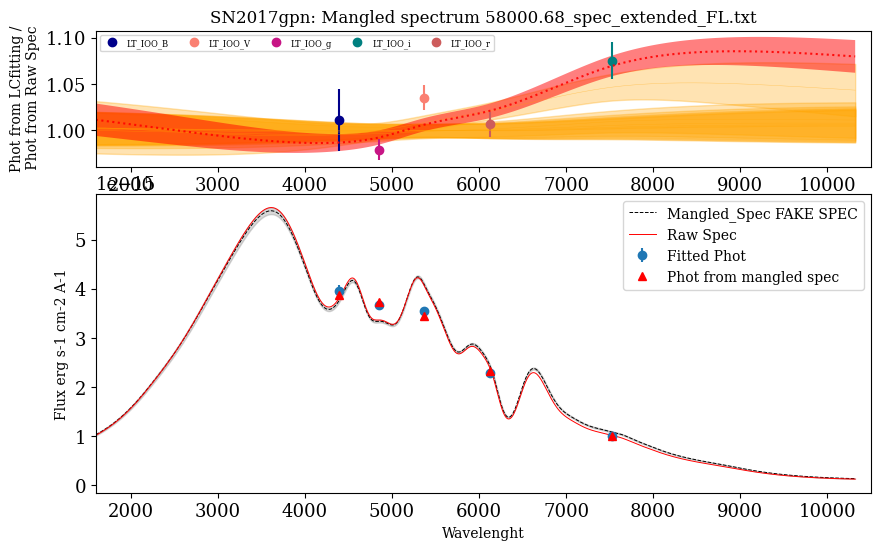 SN2017gpn: Mangled spectrum 58000.68_spec_extended_FL.txt
Phot from LCfitting /
Phot from Raw Spec
1.10
1.05
1.00
LT_IOO_B LT_IOO_V LT_IOO_g LT_IOO_i LT_IOO_r
2000 3000 4000 5000 6000 7000 8000 9000 10000
1e−15
Flux erg s-1 cm-2 A-1
5
4
3
2
1
0
Mangled_Spec FAKE SPEC
Raw Spec
Fitted Phot
Phot from mangled spec
2000 3000 4000 5000 6000 7000 8000 9000 10000
Wavelenght